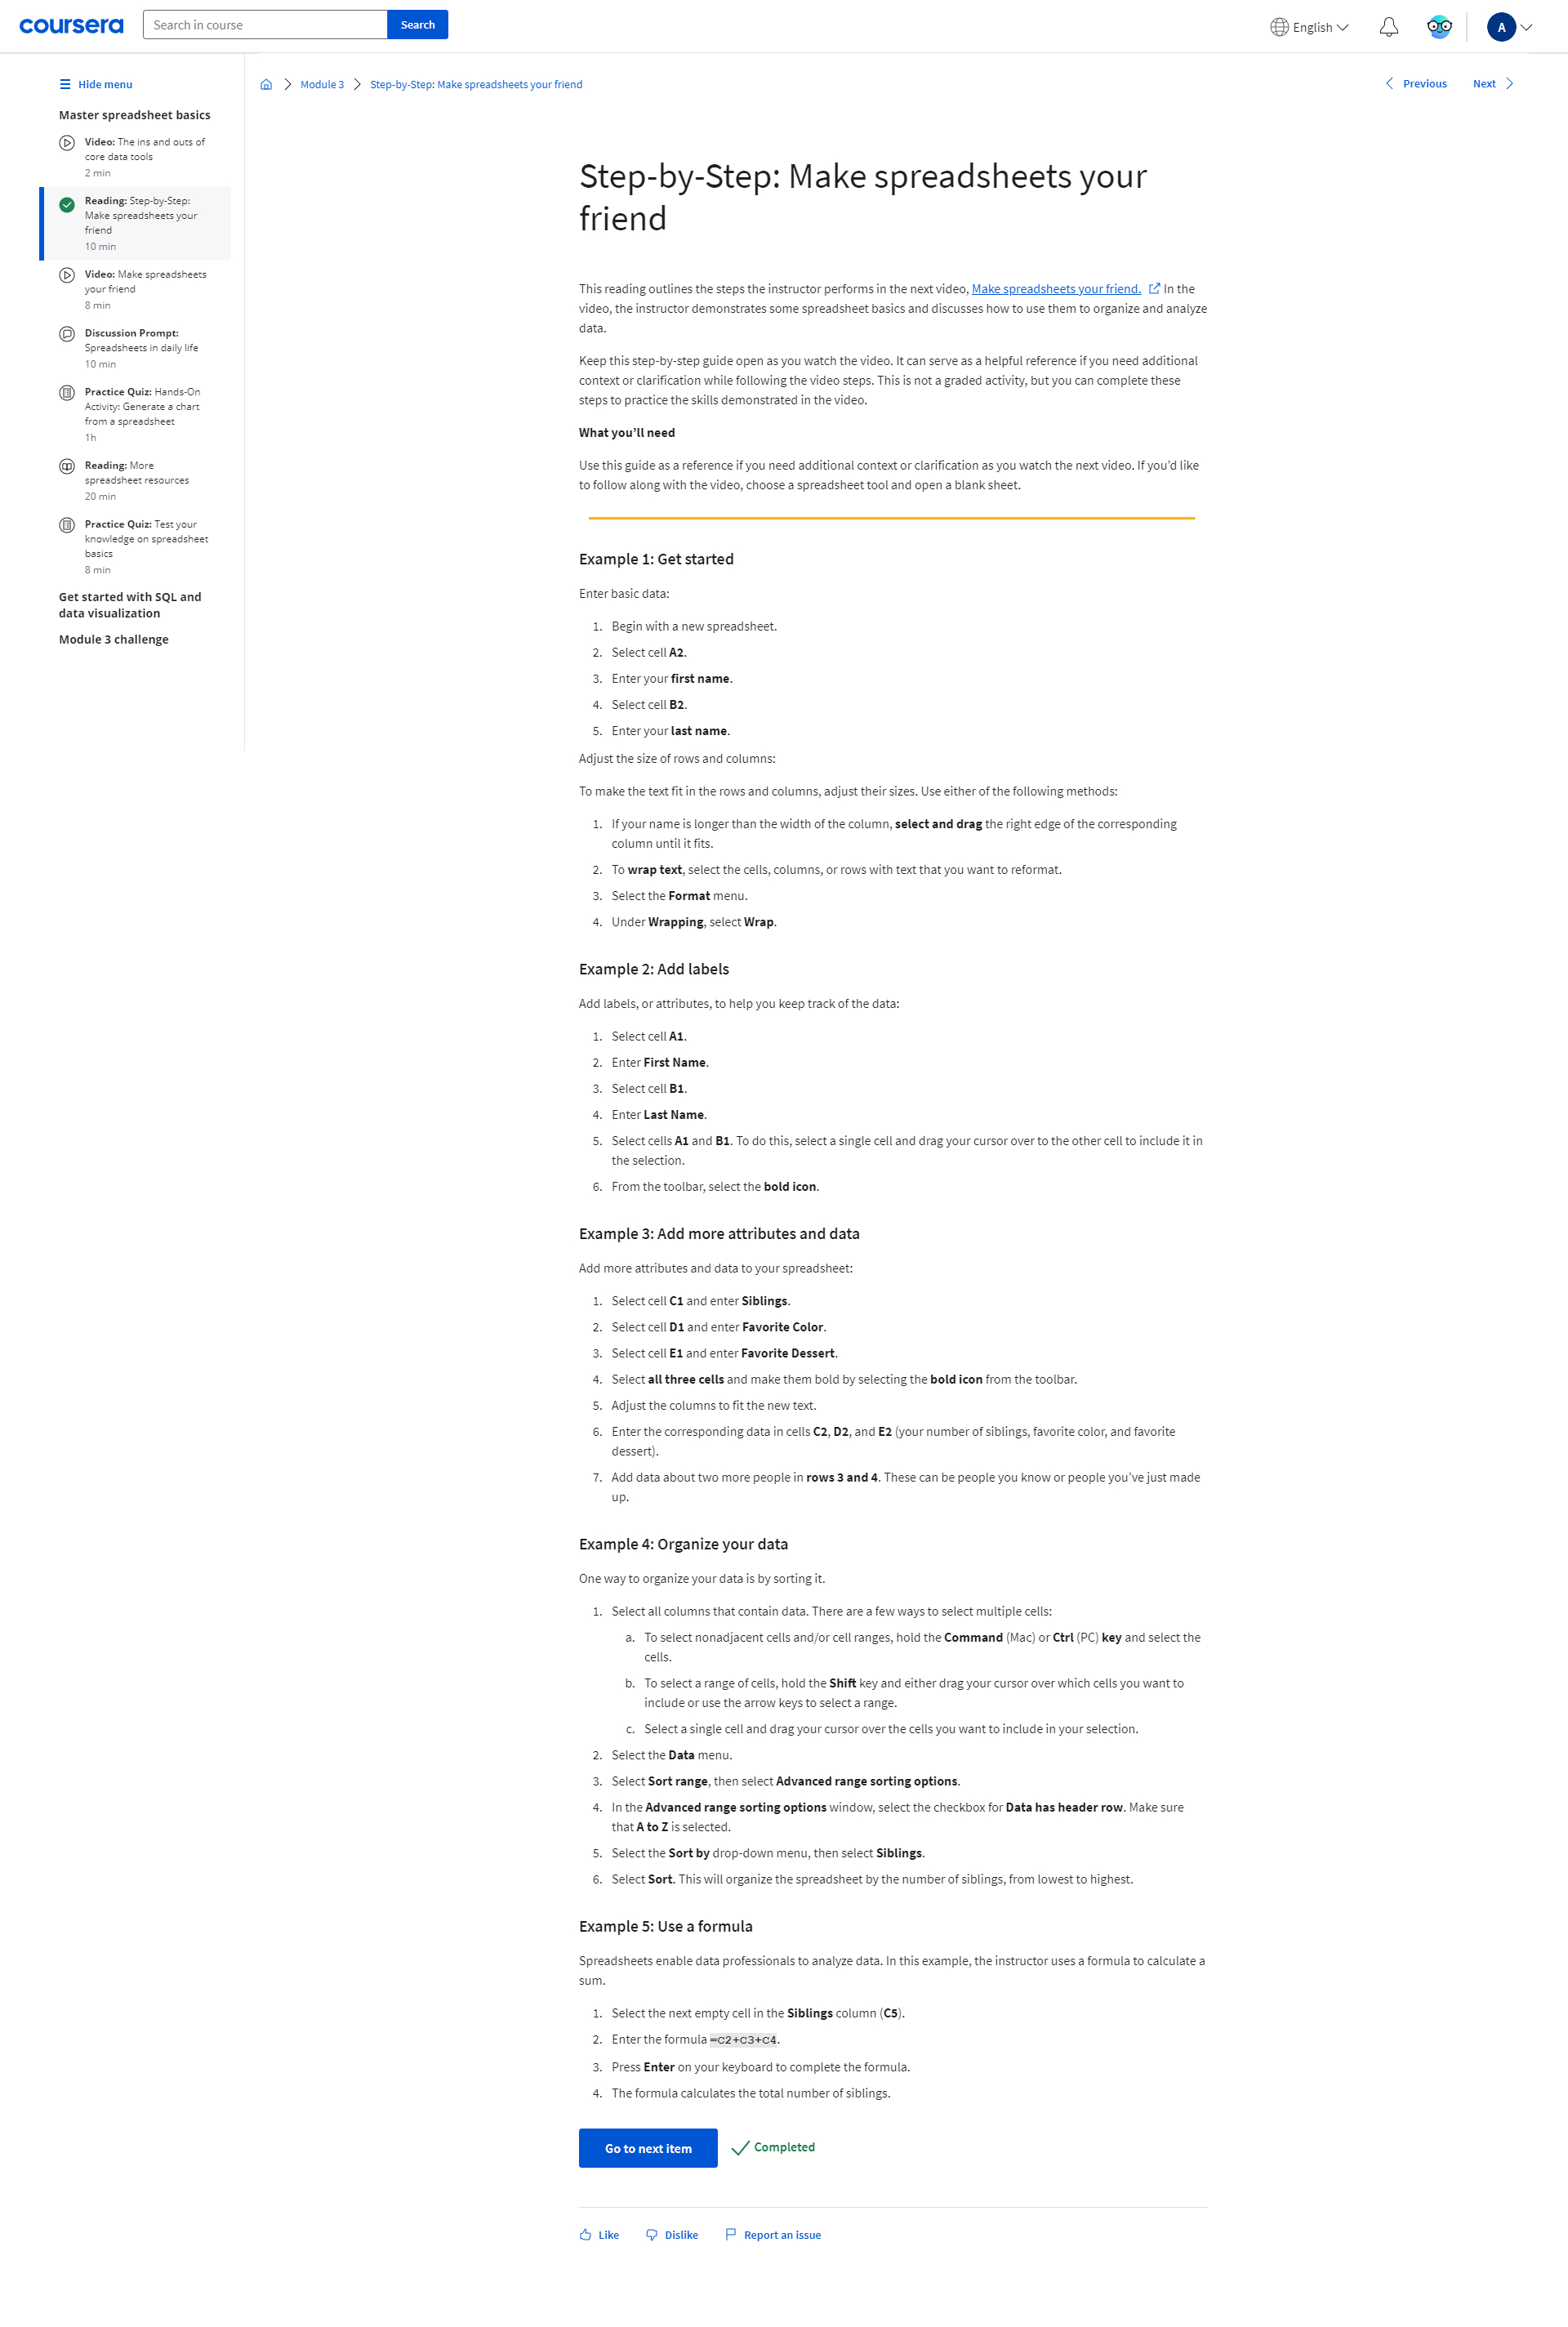 coursera
Search in course
Search
English
A
Hide menu
Master spreadsheet basics
Video: The ins and outs of
core data tools
2 min
Reading: Step-by-Step:
Make spreadsheets your
friend
10 min
Video: Make spreadsheets
your friend
8 min
Discussion Prompt:
Spreadsheets in daily life
10 min
Practice Quiz: Hands-On
Activity: Generate a chart
from a spreadsheet
1h
Reading: More
spreadsheet resources
20 min
Practice Quiz: Test your
knowledge on spreadsheet
basics
8 min
Get started with SQL and
data visualization
Module 3 challenge
Module 3
Step-by-Step: Make spreadsheets your friend
Previous
Next
Step-by-Step: Make spreadsheets your
friend
This reading outlines the steps the instructor performs in the next video, Make spreadsheets your friend. In the
video, the instructor demonstrates some spreadsheet basics and discusses how to use them to organize and analyze
data.
Keep this step-by-step guide open as you watch the video. It can serve as a helpful reference if you need additional
context or clarification while following the video steps. This is not a graded activity, but you can complete these
steps to practice the skills demonstrated in the video.
What you’ll need
Use this guide as a reference if you need additional context or clarification as you watch the next video. If you’d like
to follow along with the video, choose a spreadsheet tool and open a blank sheet.
Example 1: Get started
Enter basic data:
1. Begin with a new spreadsheet.
2. Select cell A2.
3. Enter your first name.
4. Select cell B2.
5. Enter your last name.
Adjust the size of rows and columns:
To make the text fit in the rows and columns, adjust their sizes. Use either of the following methods:
1. If your name is longer than the width of the column, select and drag the right edge of the corresponding
column until it fits.
2. To wrap text, select the cells, columns, or rows with text that you want to reformat.
3. Select the Format menu.
4. Under Wrapping, select Wrap.
Example 2: Add labels
Add labels, or attributes, to help you keep track of the data:
1. Select cell A1.
2. Enter First Name.
3. Select cell B1.
4. Enter Last Name.
5. Select cells A1 and B1. To do this, select a single cell and drag your cursor over to the other cell to include it in
the selection.
6. From the toolbar, select the bold icon.
Example 3: Add more attributes and data
Add more attributes and data to your spreadsheet:
1. Select cell C1 and enter Siblings.
2. Select cell D1 and enter Favorite Color.
3. Select cell E1 and enter Favorite Dessert.
4. Select all three cells and make them bold by selecting the bold icon from the toolbar.
5. Adjust the columns to fit the new text.
6. Enter the corresponding data in cells C2, D2, and E2 (your number of siblings, favorite color, and favorite
dessert).
7. Add data about two more people in rows 3 and 4. These can be people you know or people you’ve just made
up.
Example 4: Organize your data
One way to organize your data is by sorting it.
1. Select all columns that contain data. There are a few ways to select multiple cells:
a. To select nonadjacent cells and/or cell ranges, hold the Command (Mac) or Ctrl (PC) key and select the
cells.
b. To select a range of cells, hold the Shift key and either drag your cursor over which cells you want to
include or use the arrow keys to select a range.
c. Select a single cell and drag your cursor over the cells you want to include in your selection.
2. Select the Data menu.
3. Select Sort range, then select Advanced range sorting options.
4. In the Advanced range sorting options window, select the checkbox for Data has header row. Make sure
that A to Z is selected.
5. Select the Sort by drop-down menu, then select Siblings.
6. Select Sort. This will organize the spreadsheet by the number of siblings, from lowest to highest.
Example 5: Use a formula
Spreadsheets enable data professionals to analyze data. In this example, the instructor uses a formula to calculate a
sum.
1. Select the next empty cell in the Siblings column (C5).
2. Enter the formula =C2+C3+C4.
3. Press Enter on your keyboard to complete the formula.
4. The formula calculates the total number of siblings.
Go to next item
Completed
Like
Dislike
Report an issue